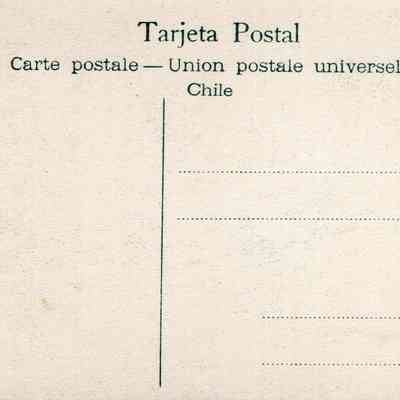 Tarjeta Postal
Carte postale — Union postale universel
Chile